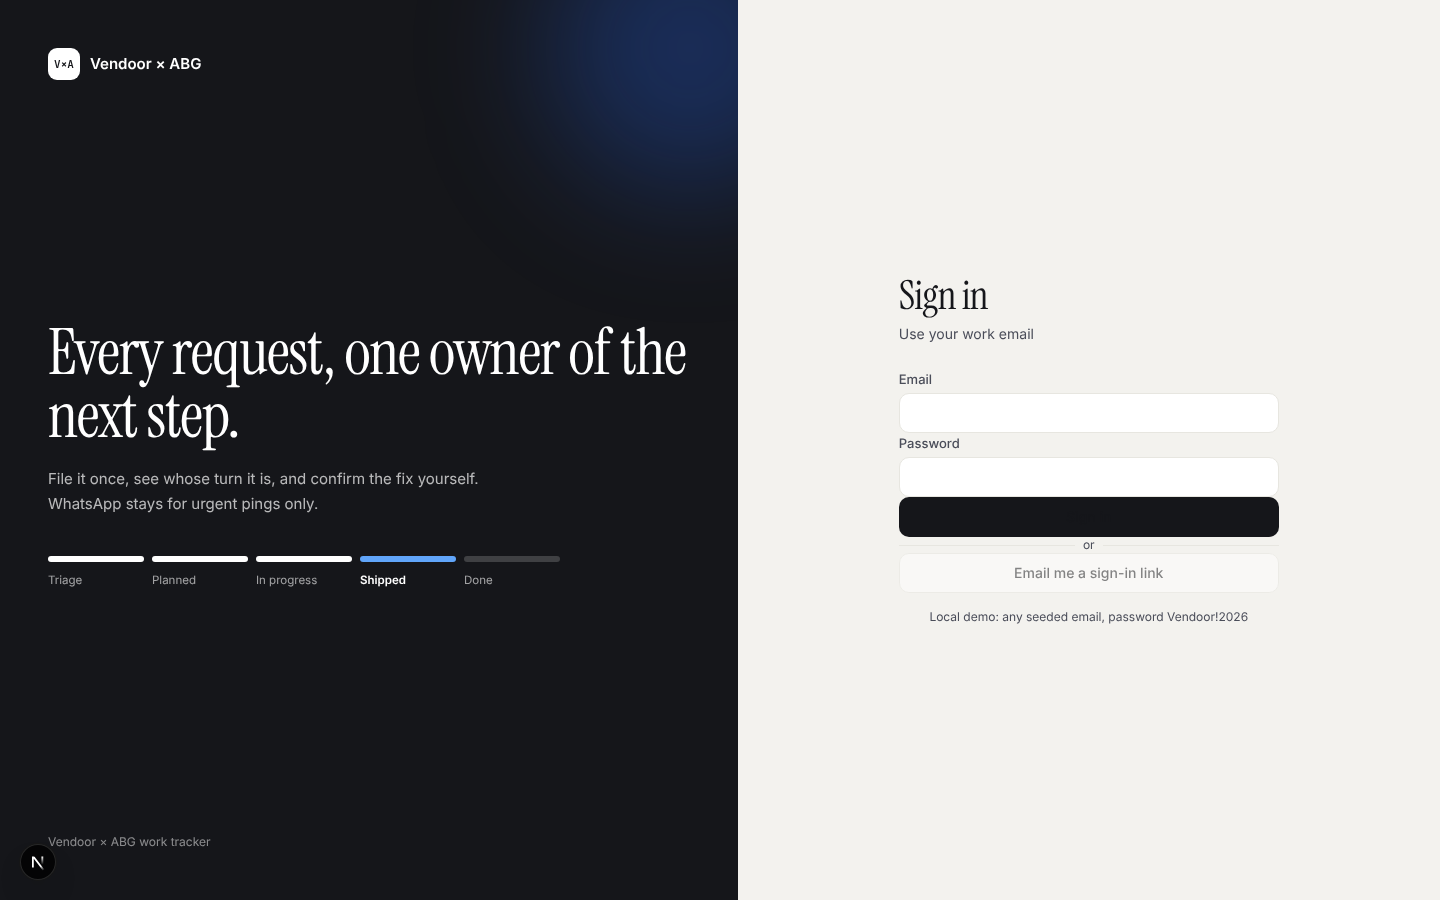 V×A
Vendoor × ABG
Every request, one owner of the
next step.
File it once, see whose turn it is, and confirm the fix yourself.
WhatsApp stays for urgent pings only.
Triage
Planned
In progress
Shipped
Done
Vendoor × ABG work tracker
N
Sign in
Use your work email
Email
Password
or
Email me a sign-in link
Local demo: any seeded email, password Vendoor!2026